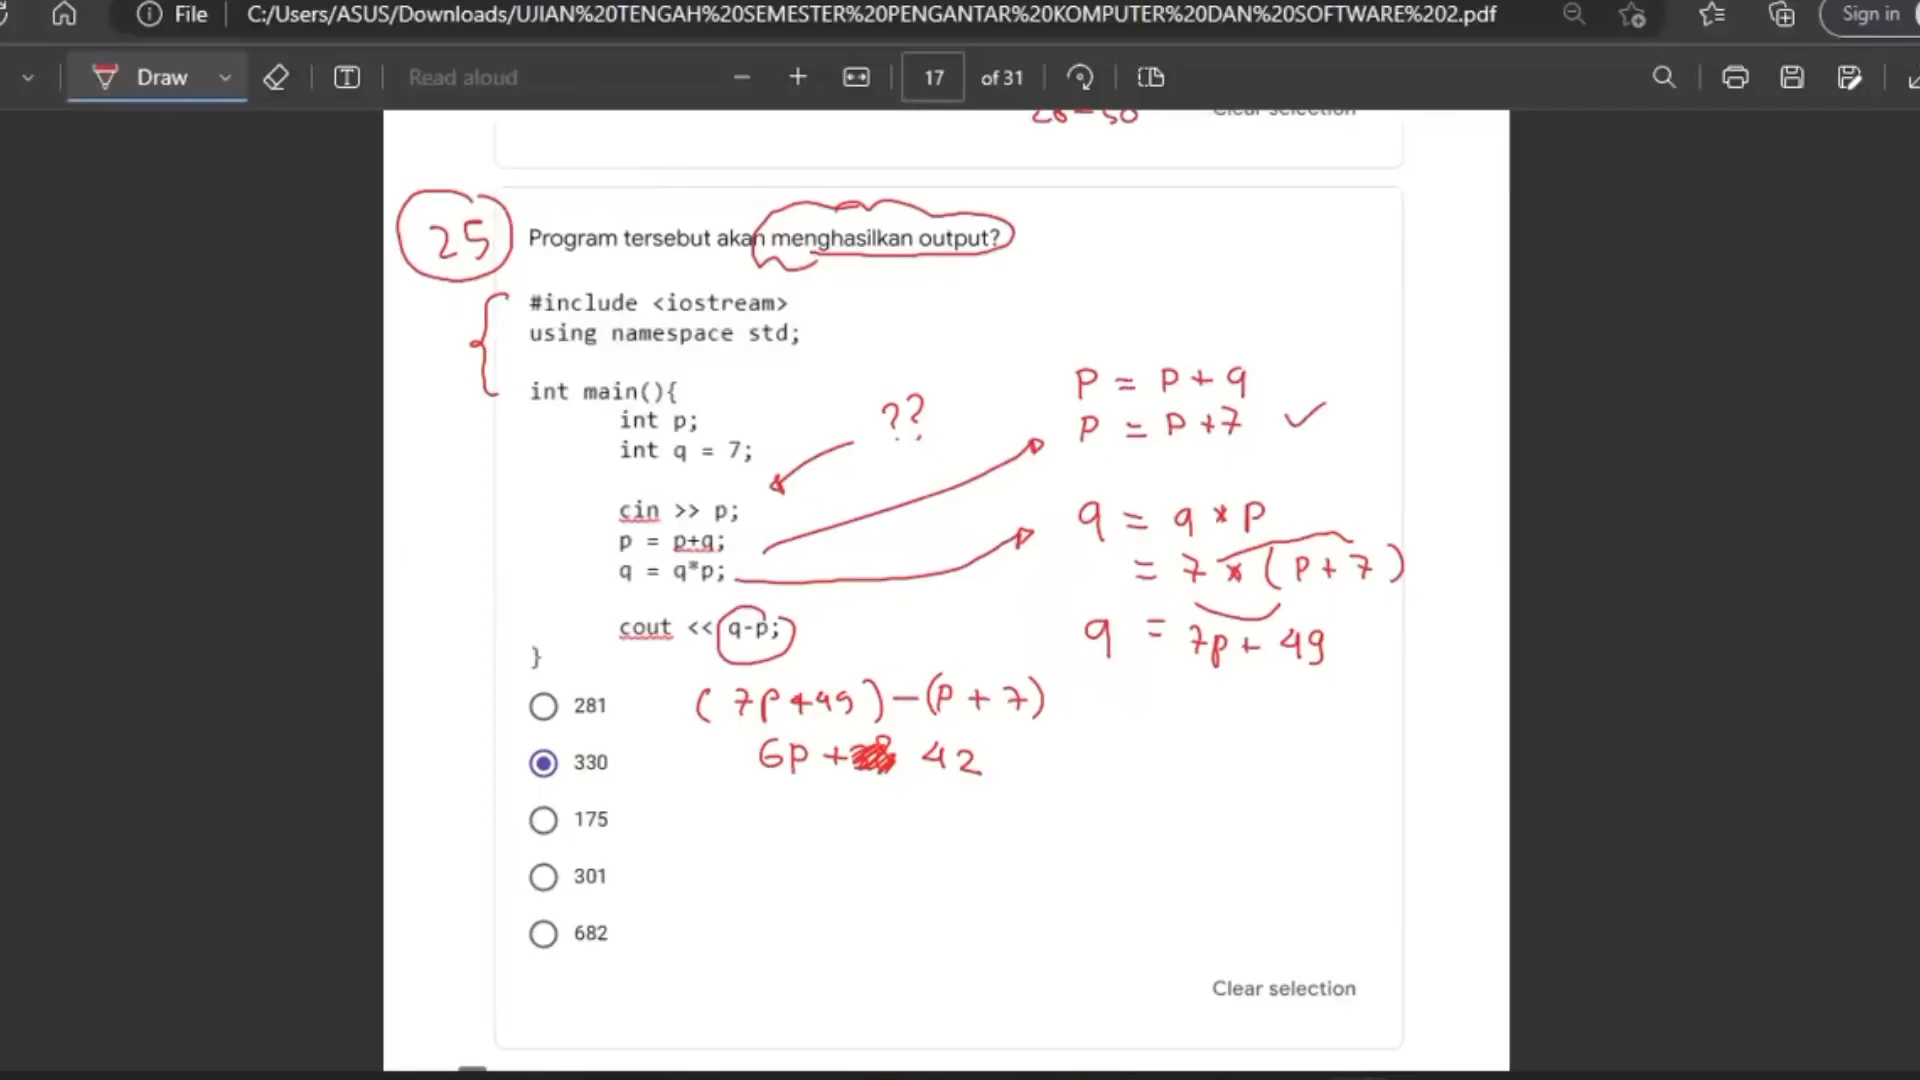 File C:/Users/ASUS/Downloads/UJIAN%20TENGAH%20SEMESTER%20PENGANTAR%20KOMPUTER%20DAN%20SOFTWARE%202.pdf Sign in
Draw Read aloud 17 of 31
Clear selection
25 Program tersebut akan menghasilkan output?
#include <iostream>
using namespace std;
int main(){
int p;
int q = 7;
cin >> p;
p = p+q;
q = q*p;
cout << q-p;
}
??
P = P + q
P = P + 7 ✓
q = q * P
= 7 * (P + 7)
q = 7p + 49
281
(7P + 49) - (P + 7)
330
6P + 42
175
301
682
Clear selection